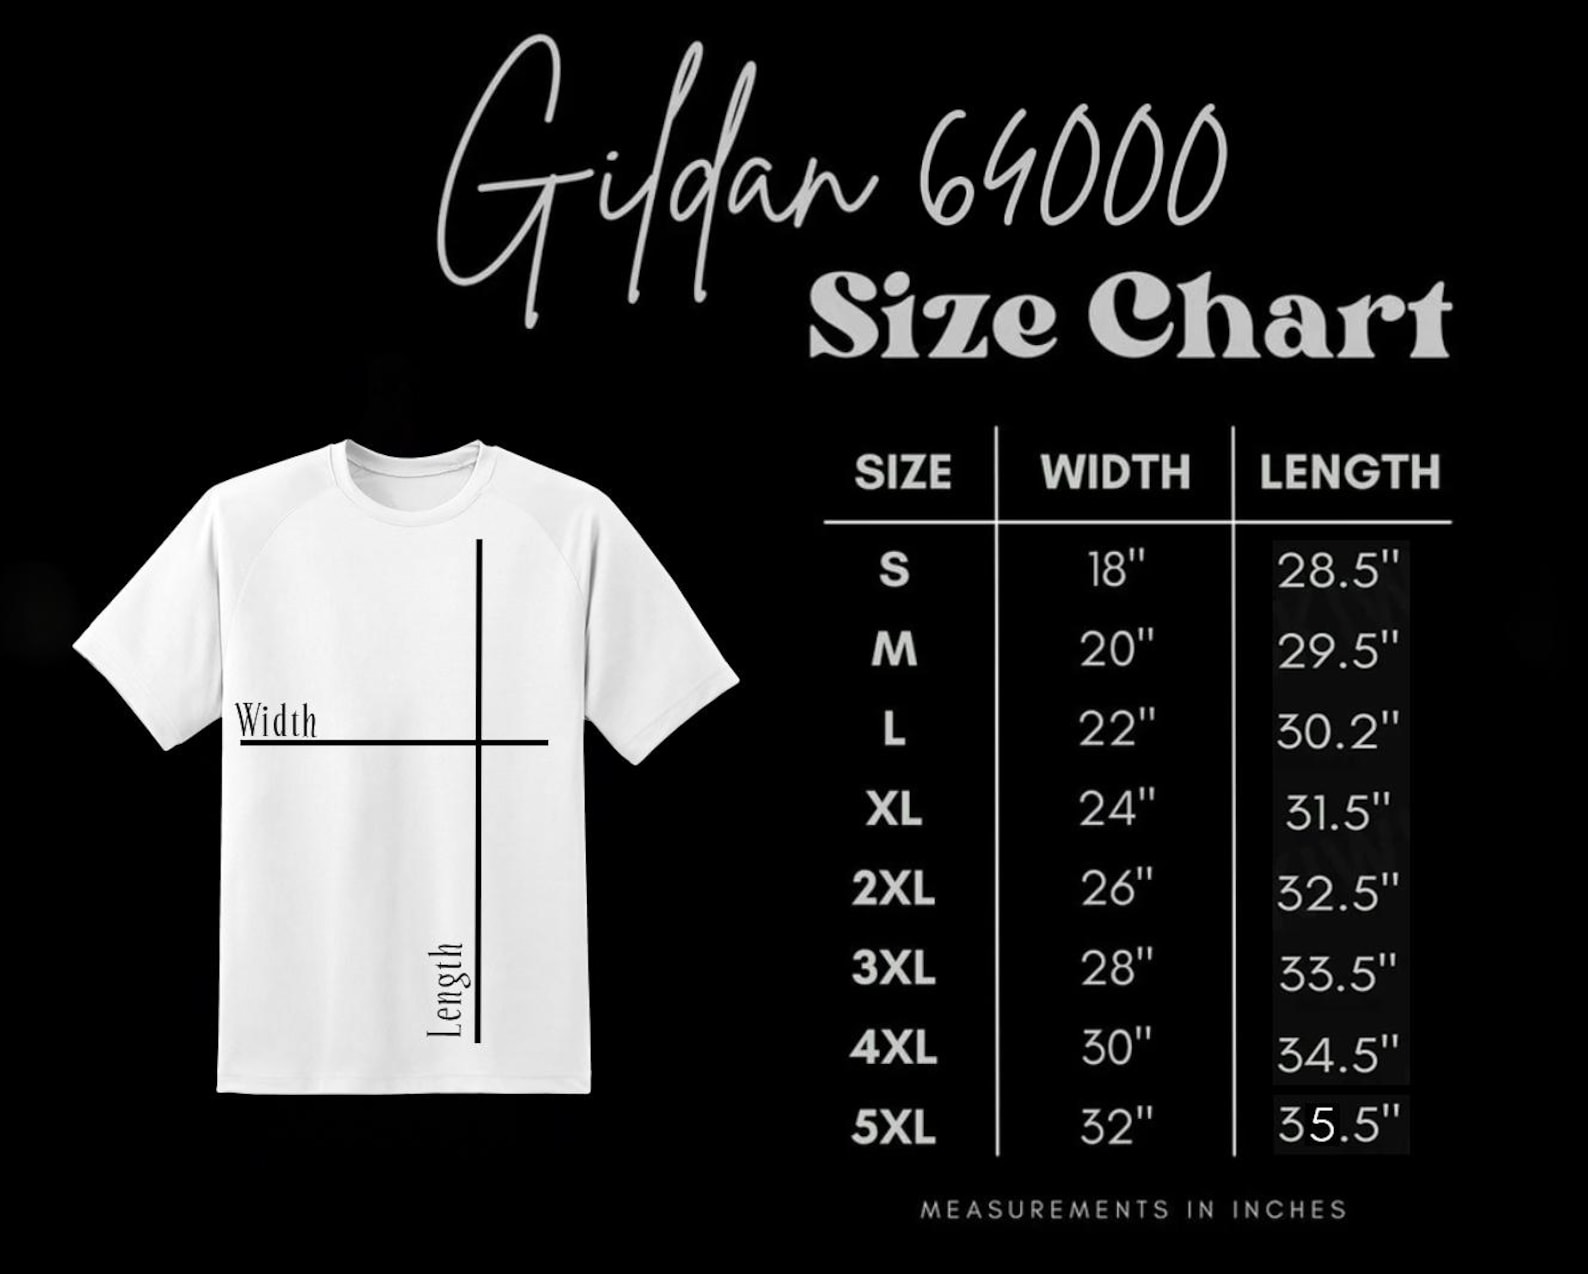 Gildan 64000
Size Chart
SIZE WIDTH LENGTH
S 18" 28.5"
M 20" 29.5"
L 22" 30.2"
XL 24" 31.5"
2XL 26" 32.5"
3XL 28" 33.5"
4XL 30" 34.5"
5XL 32" 35.5"
MEASUREMENTS IN INCHES
Width
Length